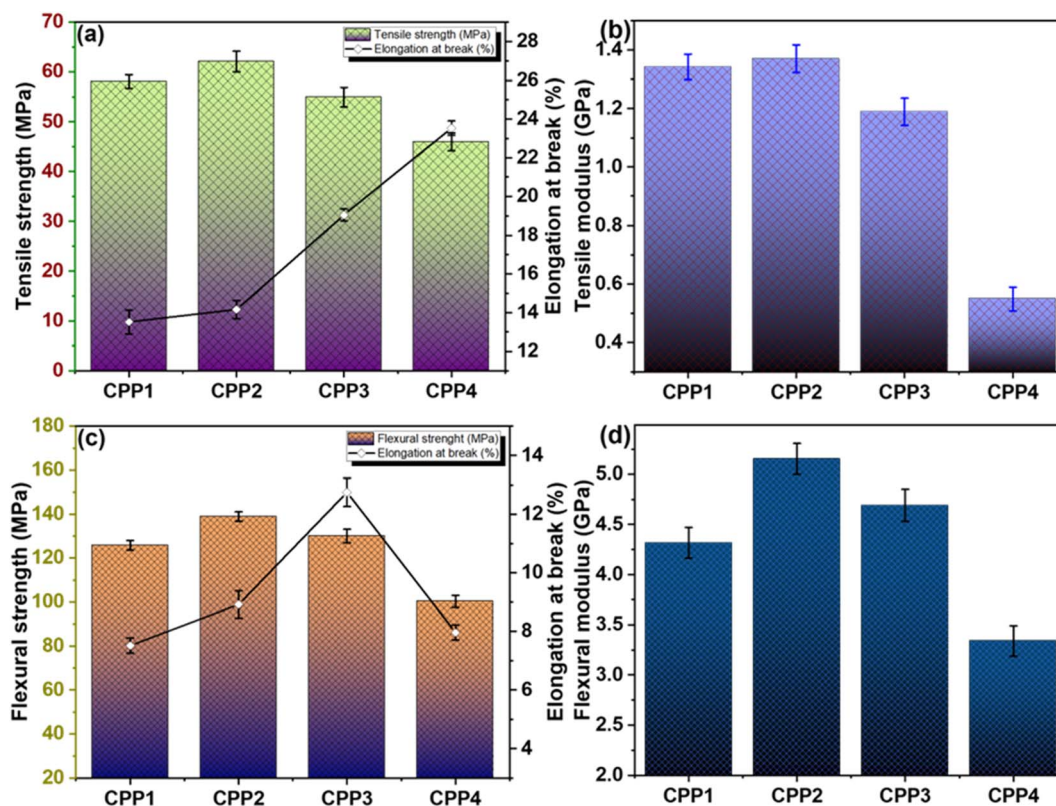 (a)
Tensile strength (MPa)
Elongation at break (%)
70
60
50
40
30
20
10
0
Tensile strength (MPa)
28
26
24
22
20
18
16
14
12
Elongation at break (%)
CPP1 CPP2 CPP3 CPP4
(b)
1.4
1.2
1.0
0.8
0.6
0.4
Tensile modulus (GPa)
CPP1 CPP2 CPP3 CPP4
(c)
Flexural strenght (MPa)
Elongation at break (%)
180
160
140
120
100
80
60
40
20
Flexural strength (MPa)
14
12
10
8
6
4
Elongation at break (%)
CPP1 CPP2 CPP3 CPP4
(d)
5.0
4.5
4.0
3.5
3.0
2.5
2.0
Flexural modulus (GPa)
CPP1 CPP2 CPP3 CPP4